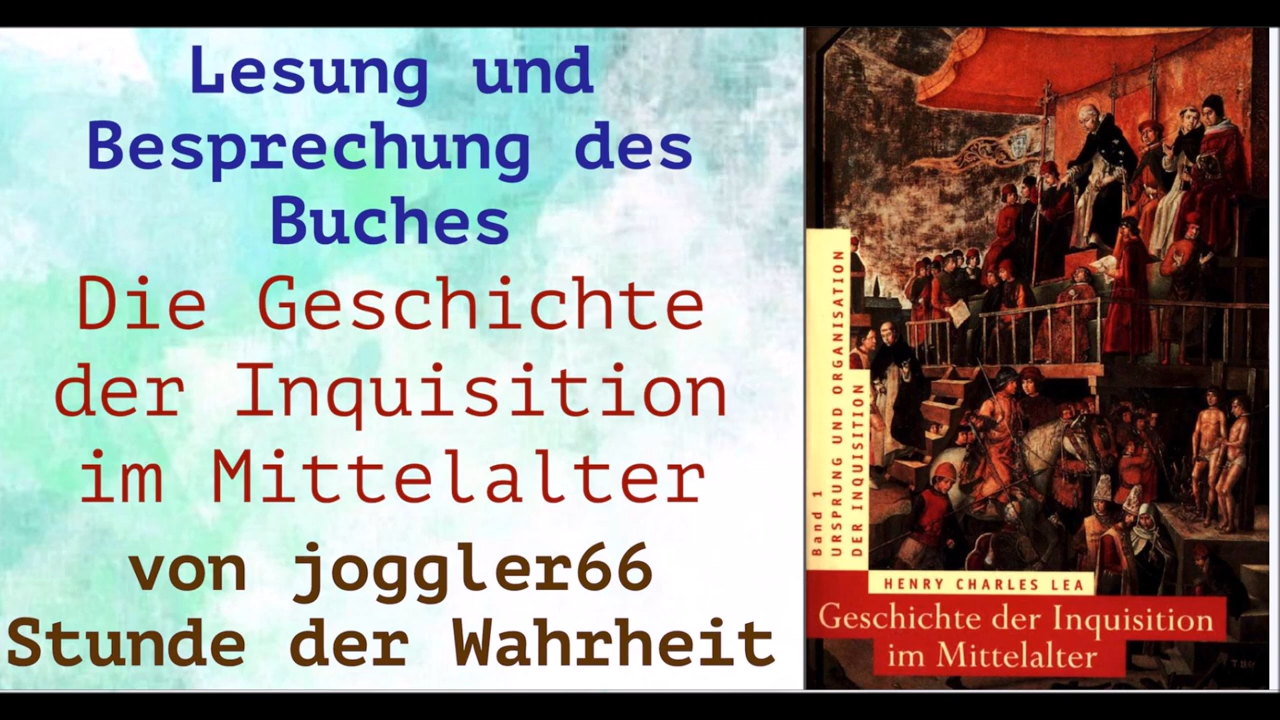 Lesung und
Besprechung des
Buches
Die Geschichte
der Inquisition
im Mittelalter
von joggler66
Stunde der Wahrheit
Band 1
URSPRUNG UND ORGANISATION
DER INQUISITION
HENRY CHARLES LEA
Geschichte der Inquisition
im Mittelalter